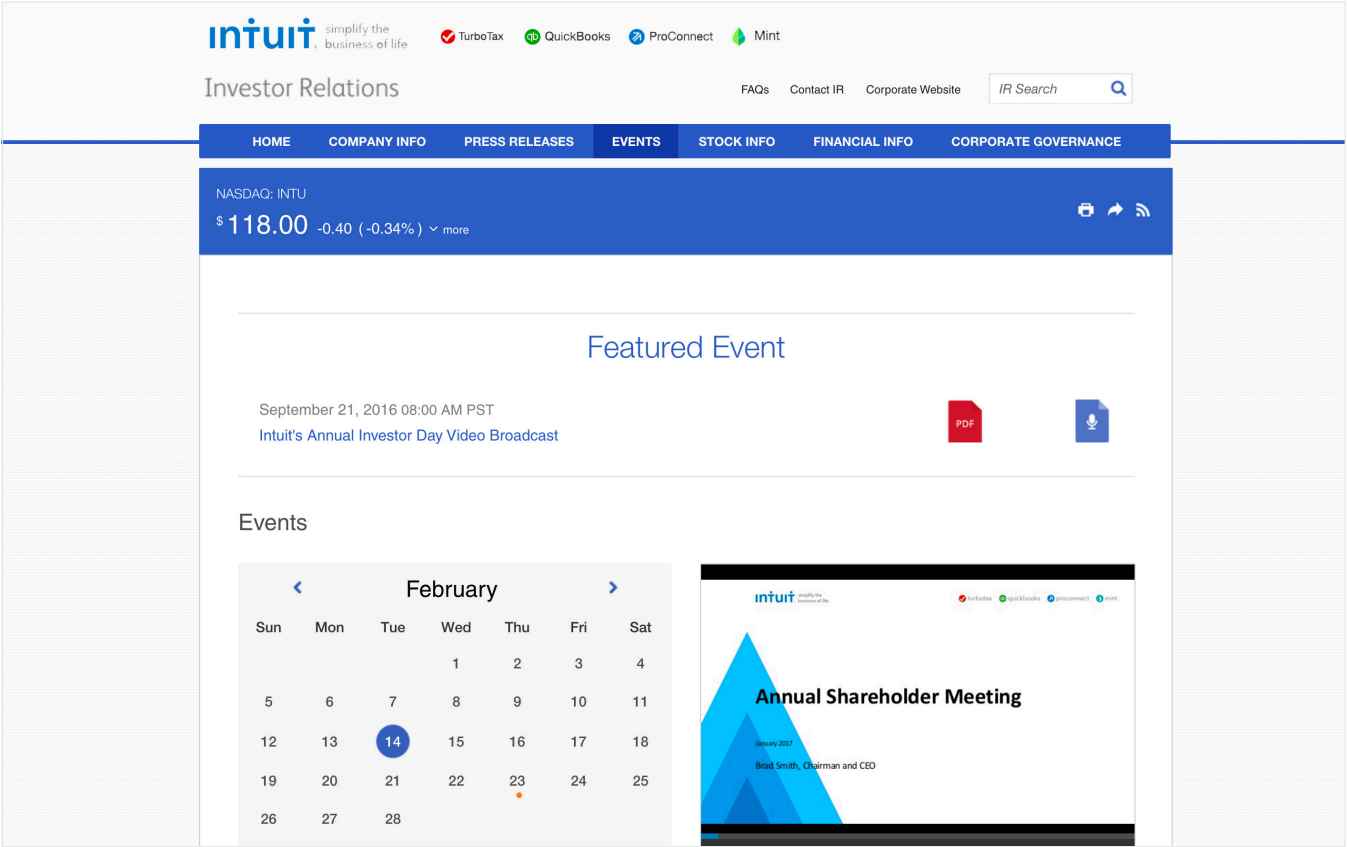 intuit. simplify the
business of life
TurboTax QuickBooks ProConnect Mint
Investor Relations
FAQs Contact IR Corporate Website IR Search
HOME COMPANY INFO PRESS RELEASES EVENTS STOCK INFO FINANCIAL INFO CORPORATE GOVERNANCE
NASDAQ: INTU
$118.00 -0.40 (-0.34%) more
Featured Event
September 21, 2016 08:00 AM PST
Intuit's Annual Investor Day Video Broadcast
PDF
Events
February
Sun Mon Tue Wed Thu Fri Sat
1 2 3 4
5 6 7 8 9 10 11
12 13 14 15 16 17 18
19 20 21 22 23 24 25
26 27 28
intuit. simplify the
business of life
turbotax quickbooks proconnect mint
Annual Shareholder Meeting
January 2017
Brad Smith, Chairman and CEO